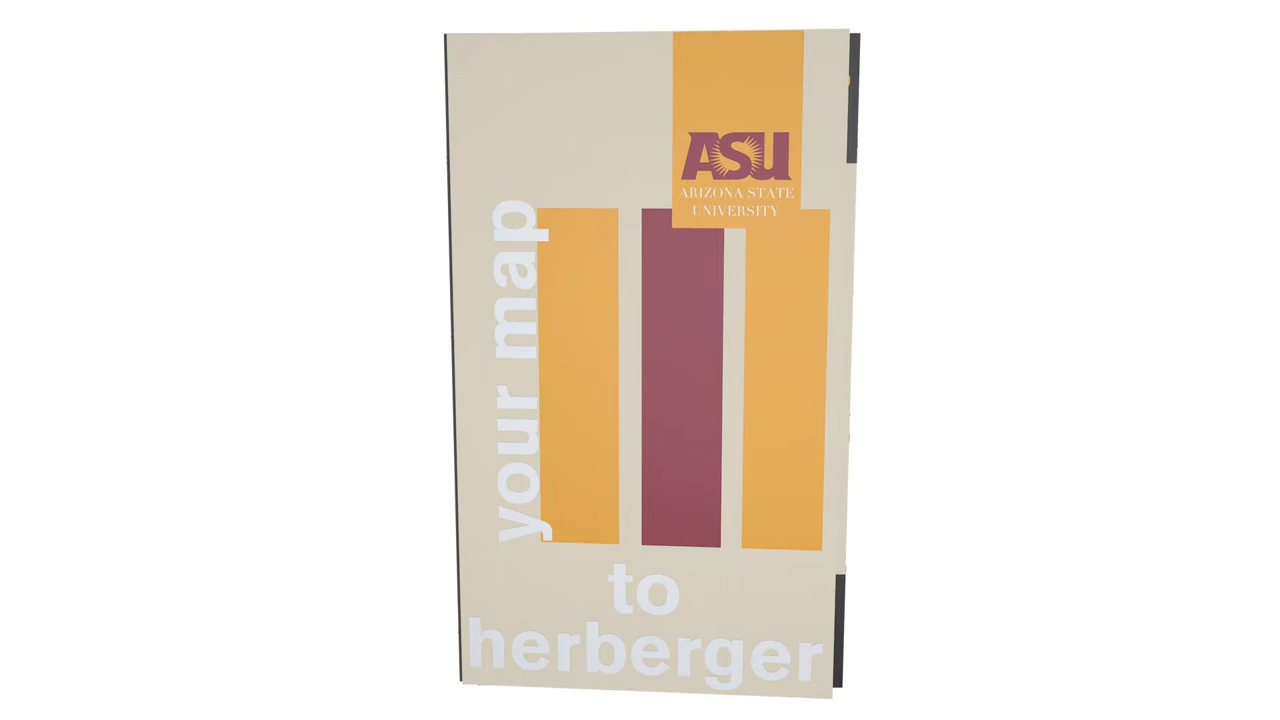 ASU
ARIZONA STATE
UNIVERSITY
your map
to
herberger